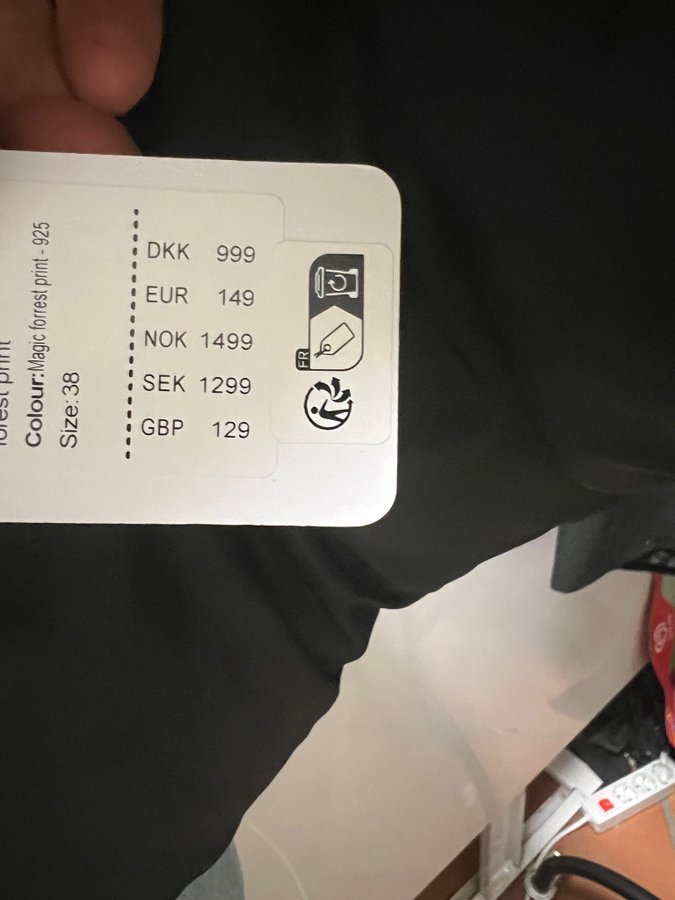 forest print
Colour:Magic forrest print - 925
Size: 38
DKK 999
EUR 149
NOK 1499
SEK 1299
GBP 129
FR